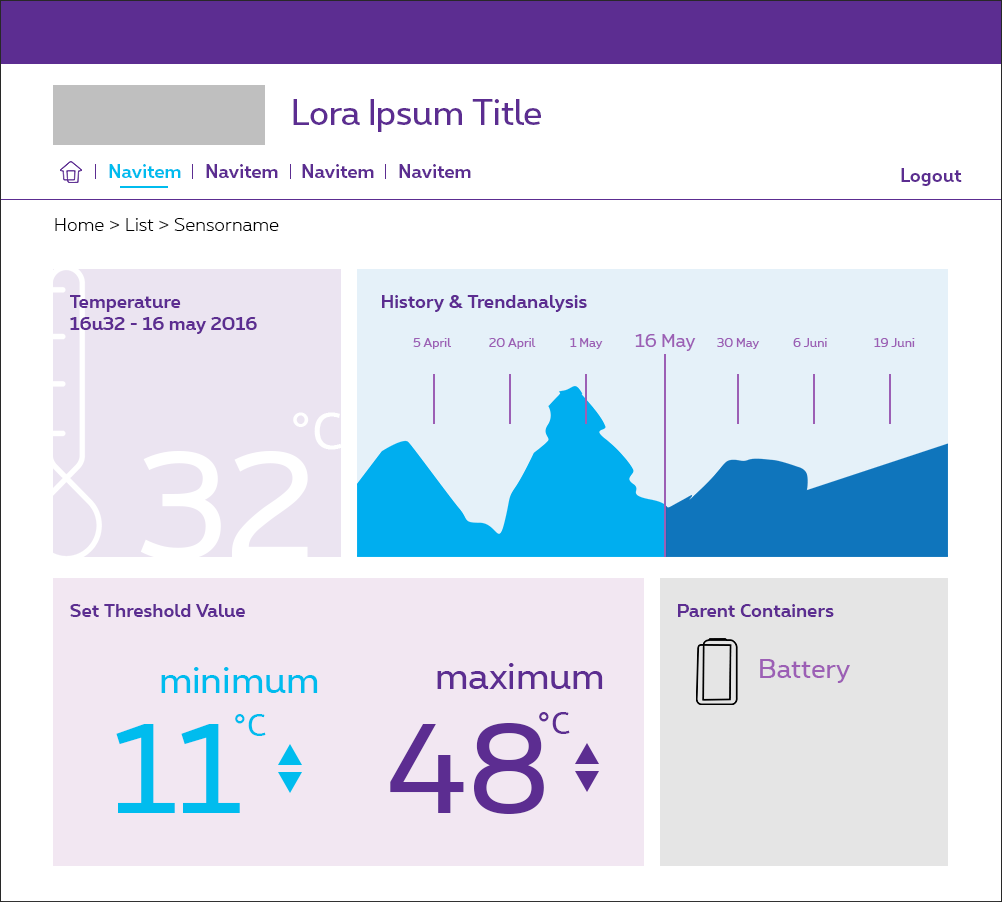 Lora Ipsum Title
Navitem | Navitem | Navitem | Navitem
Logout
Home > List > Sensorname
Temperature
16u32 - 16 may 2016
32 °C
History & Trendanalysis
5 April 20 April 1 May 16 May 30 May 6 Juni 19 Juni
Set Threshold Value
minimum
11 °C
maximum
48 °C
Parent Containers
Battery